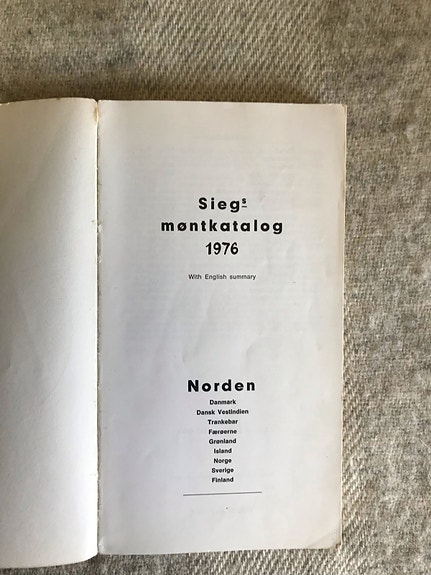 Siegs
møntkatalog
1976
With English summary
Norden
Danmark
Dansk Vestindien
Trankebar
Færøerne
Grønland
Island
Norge
Sverige
Finland